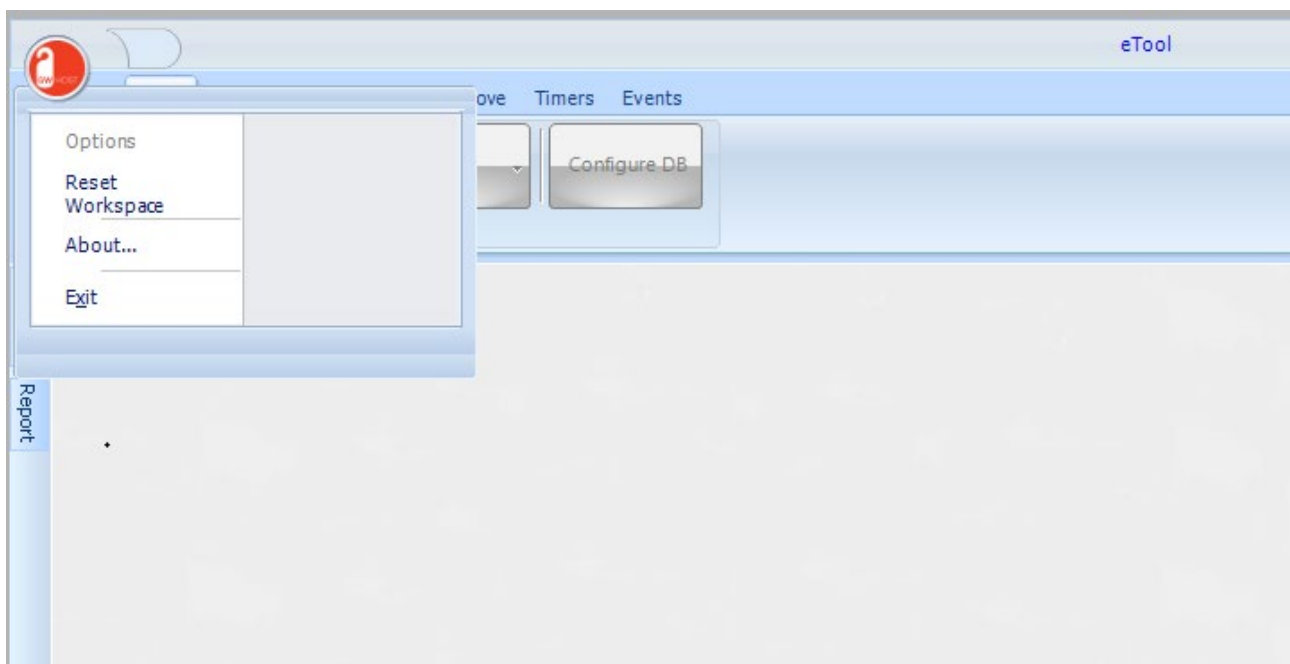 eTool
ove Timers Events
Options
Configure DB
Reset
Workspace
About...
Exit
Report